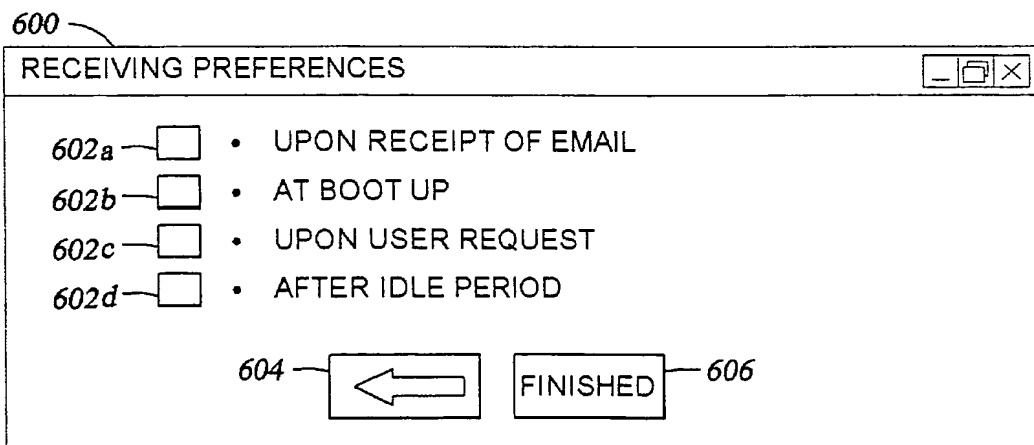 600
RECEIVING PREFERENCES
602a • UPON RECEIPT OF EMAIL
602b • AT BOOT UP
602c • UPON USER REQUEST
602d • AFTER IDLE PERIOD
604 FINISHED 606